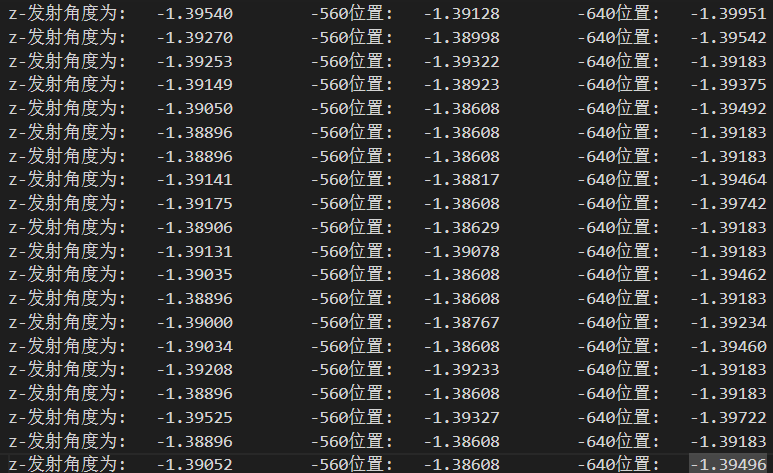 z-发射角度为: -1.39540 -560位置: -1.39128 -640位置: -1.39951
z-发射角度为: -1.39270 -560位置: -1.38998 -640位置: -1.39542
z-发射角度为: -1.39253 -560位置: -1.39322 -640位置: -1.39183
z-发射角度为: -1.39149 -560位置: -1.38923 -640位置: -1.39375
z-发射角度为: -1.39050 -560位置: -1.38608 -640位置: -1.39492
z-发射角度为: -1.38896 -560位置: -1.38608 -640位置: -1.39183
z-发射角度为: -1.38896 -560位置: -1.38608 -640位置: -1.39183
z-发射角度为: -1.39141 -560位置: -1.38817 -640位置: -1.39464
z-发射角度为: -1.39175 -560位置: -1.38608 -640位置: -1.39742
z-发射角度为: -1.38906 -560位置: -1.38629 -640位置: -1.39183
z-发射角度为: -1.39131 -560位置: -1.39078 -640位置: -1.39183
z-发射角度为: -1.39035 -560位置: -1.38608 -640位置: -1.39462
z-发射角度为: -1.38896 -560位置: -1.38608 -640位置: -1.39183
z-发射角度为: -1.39000 -560位置: -1.38767 -640位置: -1.39234
z-发射角度为: -1.39034 -560位置: -1.38608 -640位置: -1.39460
z-发射角度为: -1.39208 -560位置: -1.39233 -640位置: -1.39183
z-发射角度为: -1.38896 -560位置: -1.38608 -640位置: -1.39183
z-发射角度为: -1.39525 -560位置: -1.39327 -640位置: -1.39722
z-发射角度为: -1.38896 -560位置: -1.38608 -640位置: -1.39183
z-发射角度为: -1.39052 -560位置: -1.38608 -640位置: -1.39496